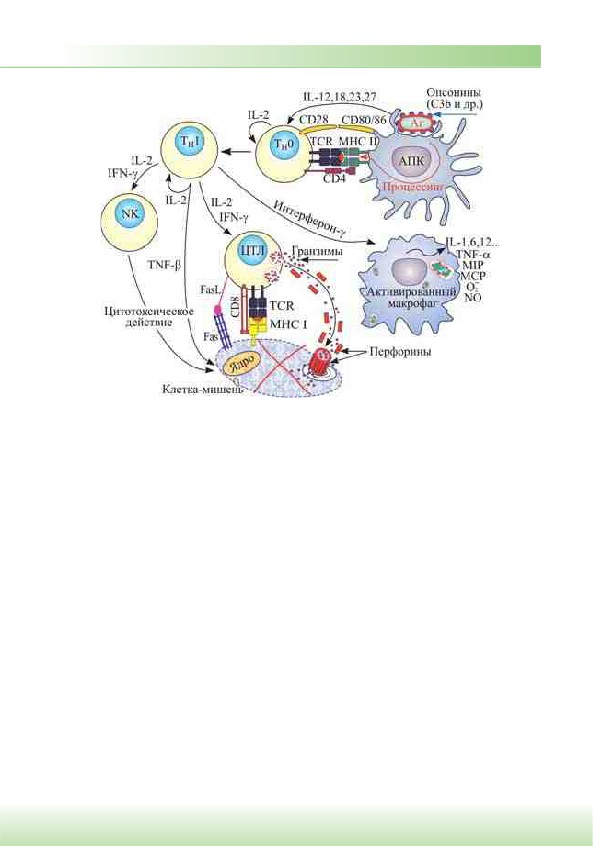 Опсонины
(C3b и др.)
IL-12,18,23,27
IL-2
CD28
CD80/86
Аг
TCR
MHC II
CD4
АПК
Процессинг
TН0
TН1
IL-2
IFN-γ
IL-2
IL-2
IFN-γ
Интерферон-γ
NK
TNF-β
ЦТЛ
Гранзимы
IL-1,6,12...
TNF-α
MIP
MCP
O₂⁻
NO
Активированный
макрофаг
FasL
CD8
TCR
MHC I
Fas
Цитотоксическое
действие
Перфорины
Ядро
Клетка-мишень